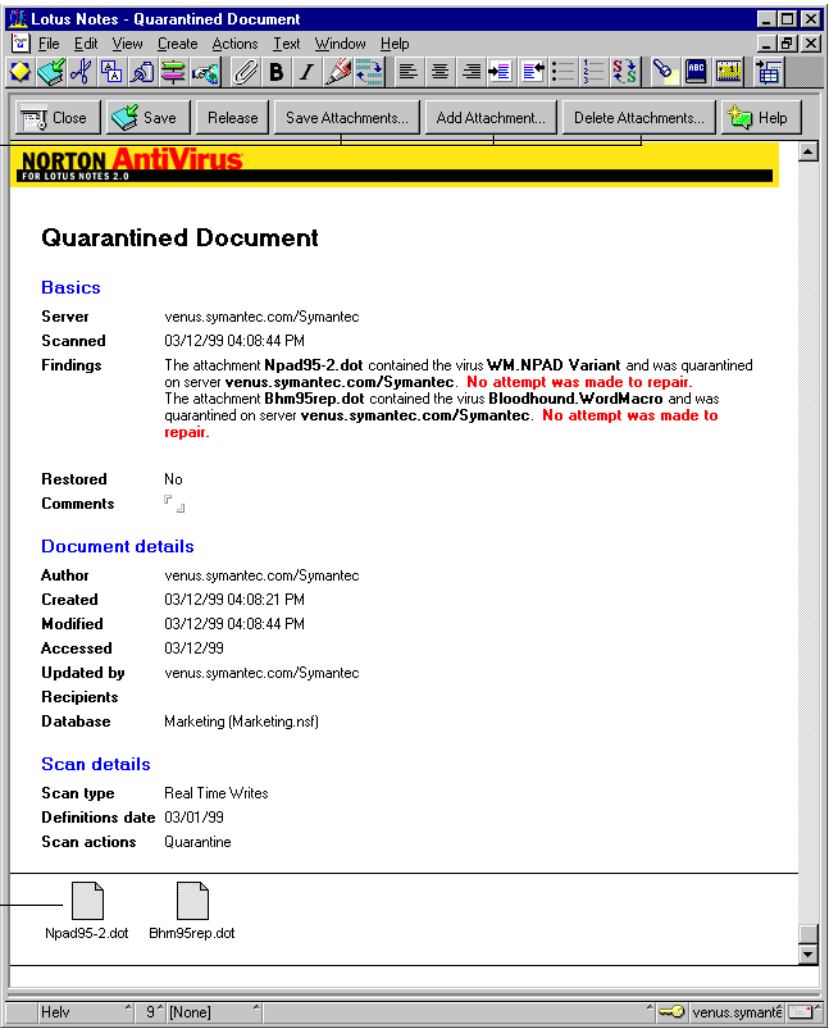 Lotus Notes - Quarantined Document
File Edit View Create Actions Text Window Help
B I S S ABC
Close Save Release Save Attachments... Add Attachment... Delete Attachments... Help
NORTON AntiVirus
FOR LOTUS NOTES 2.0
Quarantined Document
Basics
Server venus.symantec.com/Symantec
Scanned 03/12/99 04:08:44 PM
Findings The attachment Npad95-2.dot contained the virus WM.NPAD Variant and was quarantined
on server venus.symantec.com/Symantec. No attempt was made to repair.
The attachment Bhm95rep.dot contained the virus Bloodhound.WordMacro and was
quarantined on server venus.symantec.com/Symantec. No attempt was made to
repair.
Restored No
Comments
Document details
Author venus.symantec.com/Symantec
Created 03/12/99 04:08:21 PM
Modified 03/12/99 04:08:44 PM
Accessed 03/12/99
Updated by venus.symantec.com/Symantec
Recipients
Database Marketing (Marketing.nsf)
Scan details
Scan type Real Time Writes
Definitions date 03/01/99
Scan actions Quarantine
Npad95-2.dot Bhm95rep.dot
Helv 9 [None] venus.symante